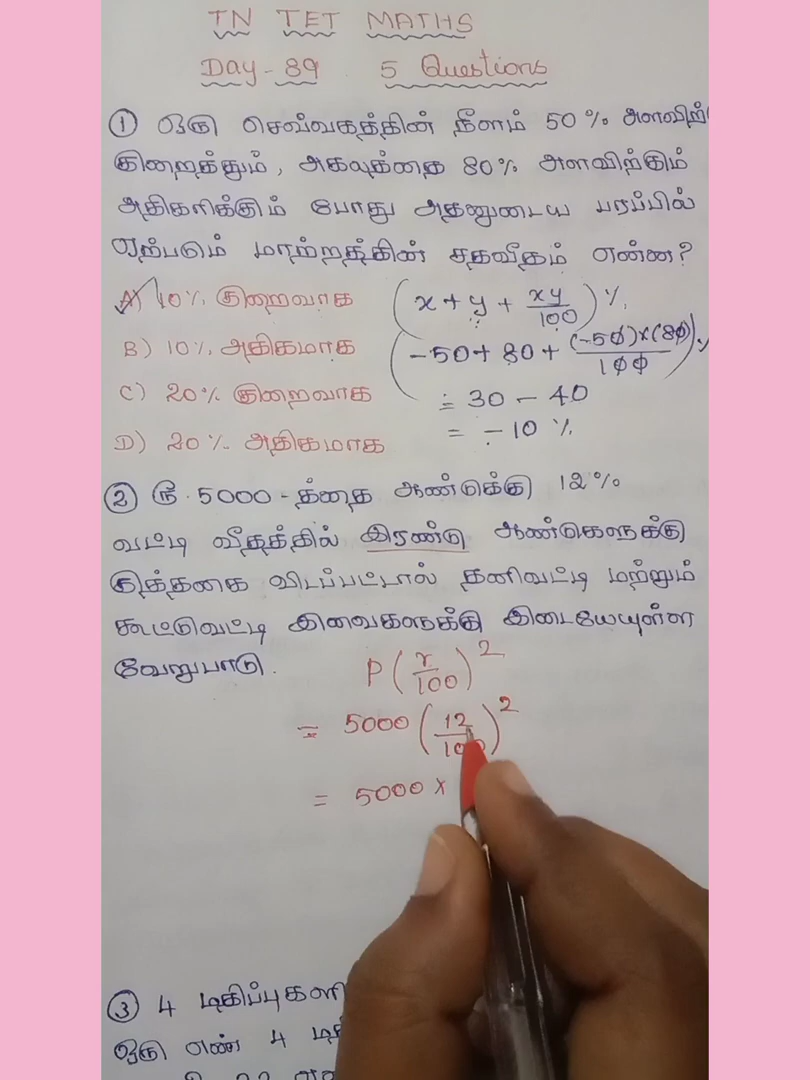 TN TET MATHS
Day - 89 5 Questions
① ஒரு செவ்வகத்தின் நீளம் 50% அளவிற்கு
குறைத்தும், அகலத்தை 80% அளவிற்கும்
அதிகரிக்கும் போது அதனுடைய பரப்பில்
ஏற்படும் மாற்றத்தின் சதவீதம் என்ன?
A) 10% குறைவாக
(x + y + xy/100) %
B) 10% அதிகமாக
(-50 + 80 + (-50)×(80)/100) %
C) 20% குறைவாக
= 30 - 40
D) 20% அதிகமாக
= -10 %
② ரூ. 5000 - த்தை ஆண்டுக்கு 12%
வட்டி வீதத்தில் இரண்டு ஆண்டுகளுக்கு
குத்தகை விடப்பட்டால் தனிவட்டி மற்றும்
கூட்டுவட்டி இவைகளுக்கு இடையேயுள்ள
வேறுபாடு.
P(r/100)²
= 5000 (12/100)²
= 5000 ×
③ 4
ஒரு எண் 4